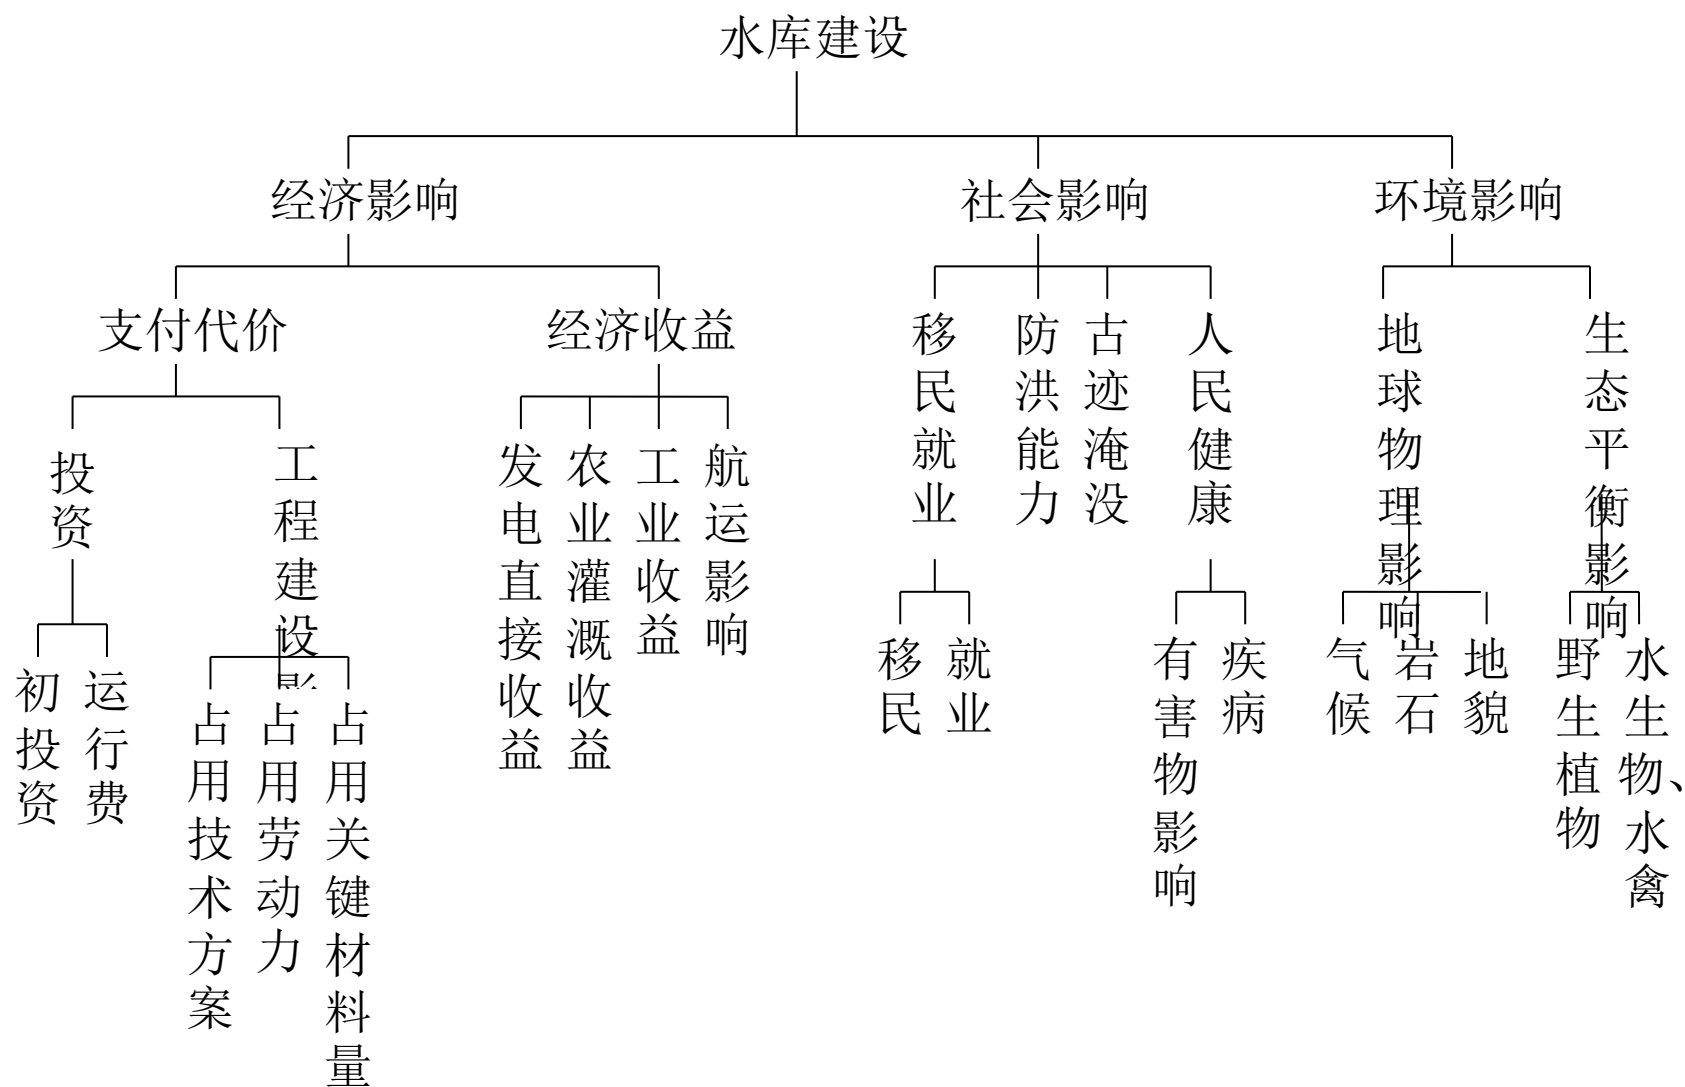 水库建设
经济影响
社会影响
环境影响
支付代价
经济收益
移民就业
防洪能力
古迹淹没
人民健康
地球物理影响
生态平衡影响
投资
工程建设
发电直接收益
农业灌溉收益
工业收益
航运影响
初投资
运行费
占用技术方案
占用劳动力
占用关键材料量
移民
就业
有害物影响
疾病
气候
岩石
地貌
野生植物
水生物、水禽